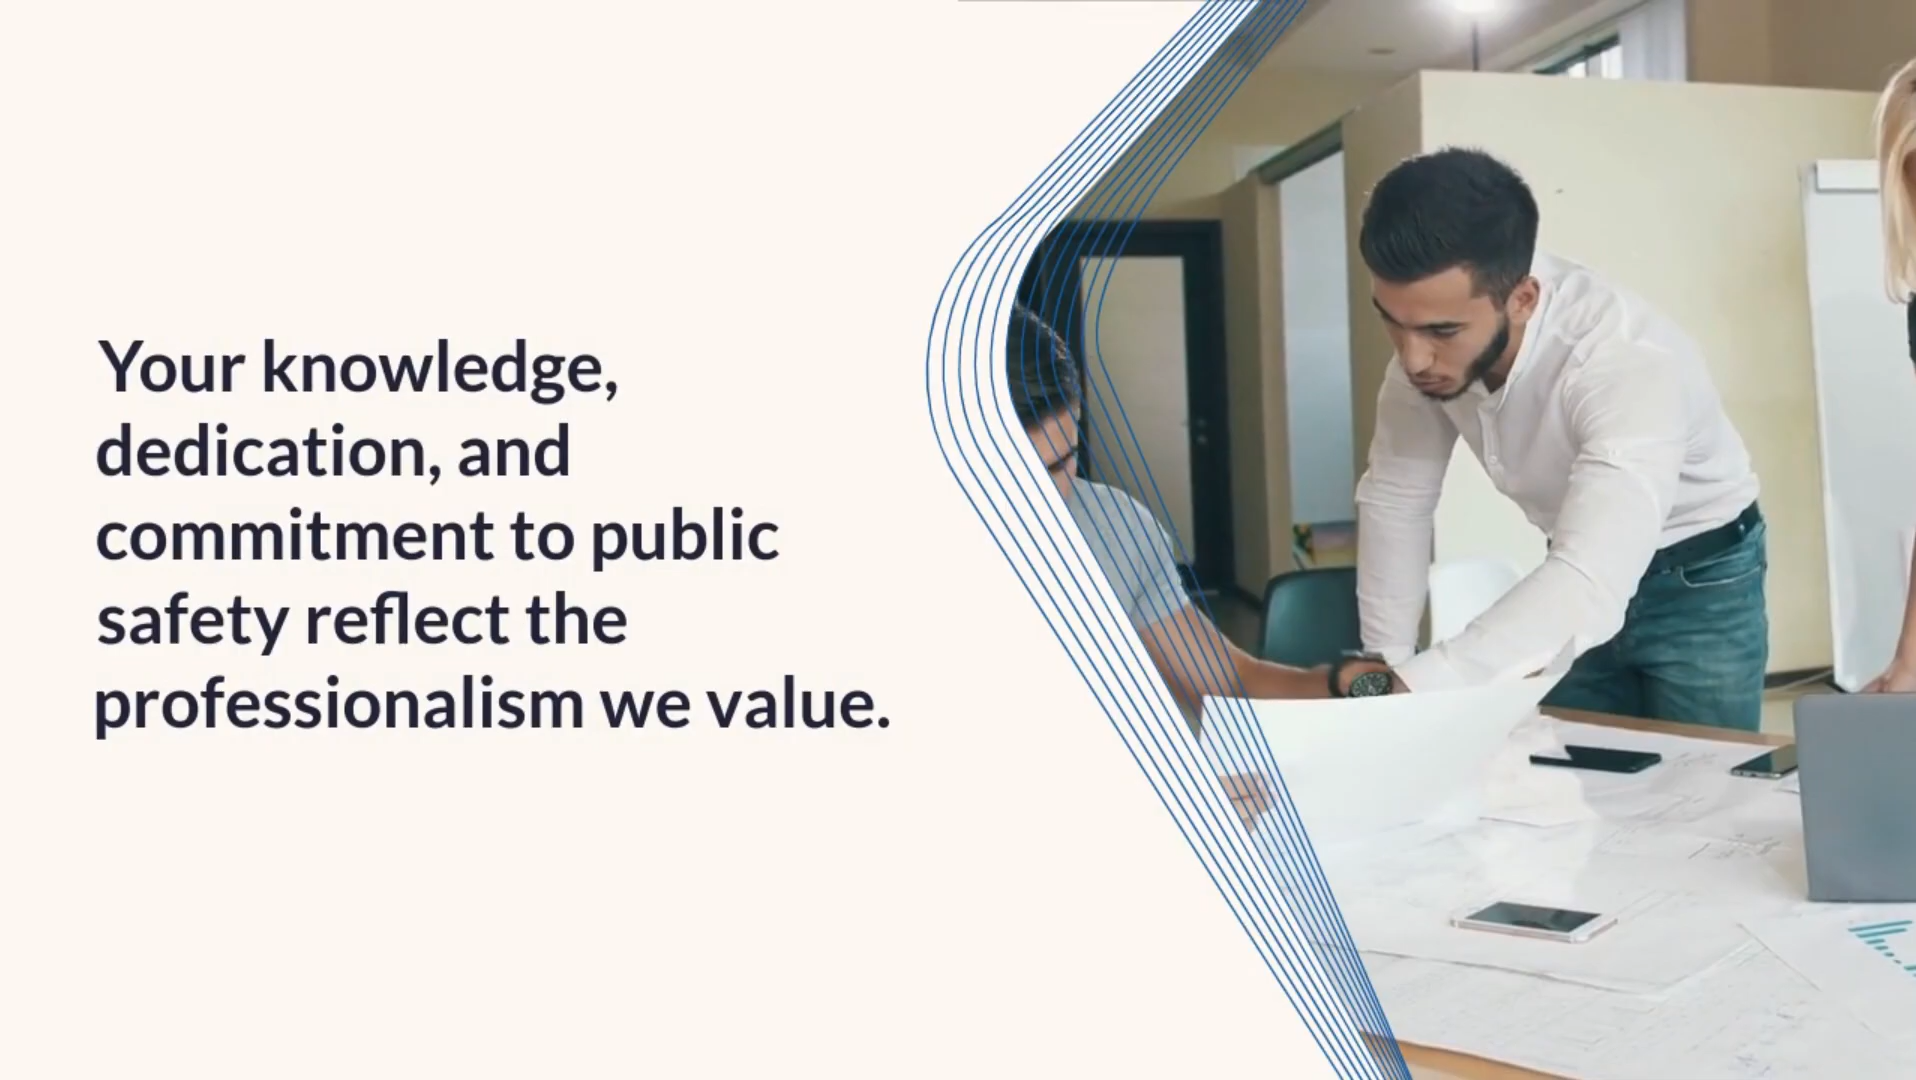 Your knowledge,
dedication, and
commitment to public
safety reflect the
professionalism we value.